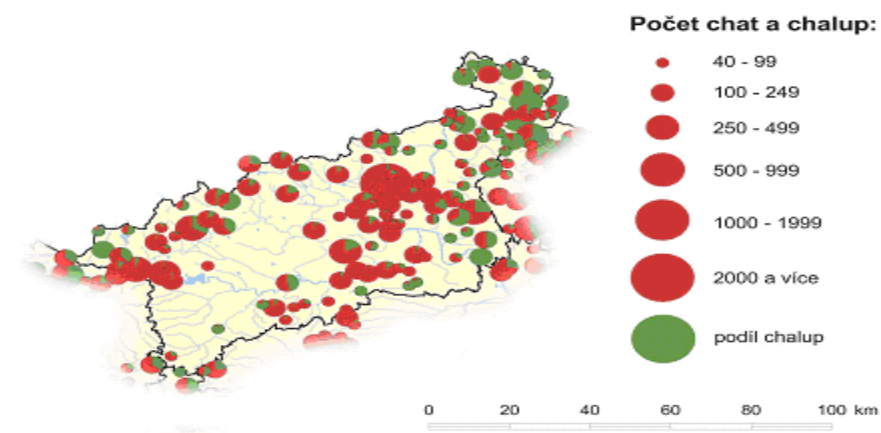 Počet chat a chalup:
40 - 99
100 - 249
250 - 499
500 - 999
1000 - 1999
2000 a více
podíl chalup
0 20 40 60 80 100 km